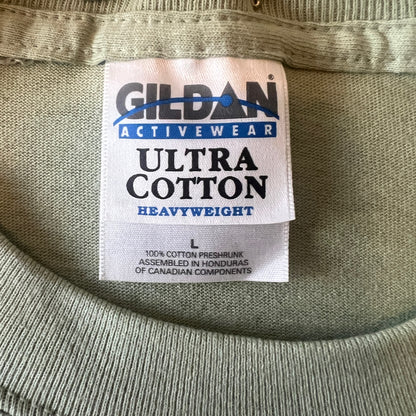 GILDAN®
ACTIVEWEAR
ULTRA
COTTON
HEAVYWEIGHT
L
100% COTTON PRESHRUNK
ASSEMBLED IN HONDURAS
OF CANADIAN COMPONENTS